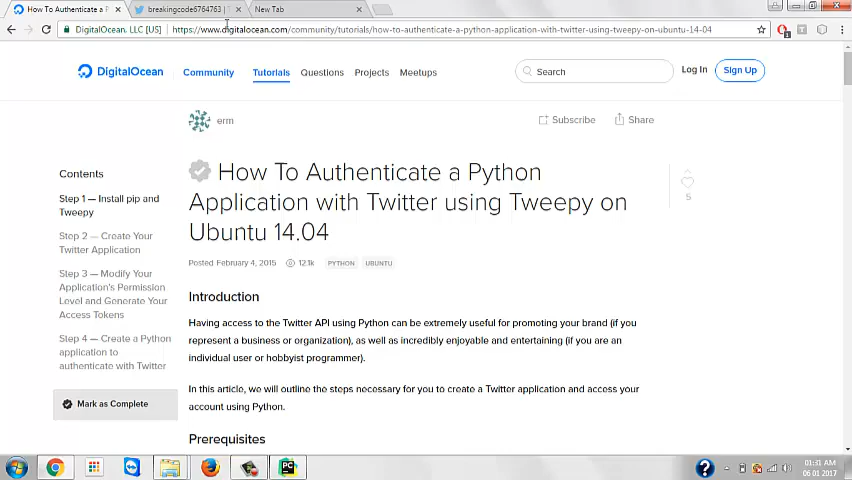 How To Authenticate a P
breakingcode6764763 | T
New Tab
DigitalOcean, LLC [US]
https://www.digitalocean.com/community/tutorials/how-to-authenticate-a-python-application-with-twitter-using-tweepy-on-ubuntu-14-04
DigitalOcean
Community
Tutorials
Questions
Projects
Meetups
Search
Log In
Sign Up
erm
Subscribe
Share
Contents
Step 1 — Install pip and
Tweepy
Step 2 — Create Your
Twitter Application
Step 3 — Modify Your
Application's Permission
Level and Generate Your
Access Tokens
Step 4 — Create a Python
application to
authenticate with Twitter
Mark as Complete
How To Authenticate a Python
Application with Twitter using Tweepy on
Ubuntu 14.04
5
Posted February 4, 2015
12.1k
PYTHON
UBUNTU
Introduction
Having access to the Twitter API using Python can be extremely useful for promoting your brand (if you
represent a business or organization), as well as incredibly enjoyable and entertaining (if you are an
individual user or hobbyist programmer).
In this article, we will outline the steps necessary for you to create a Twitter application and access your
account using Python.
Prerequisites
01:31 AM
06 01 2017